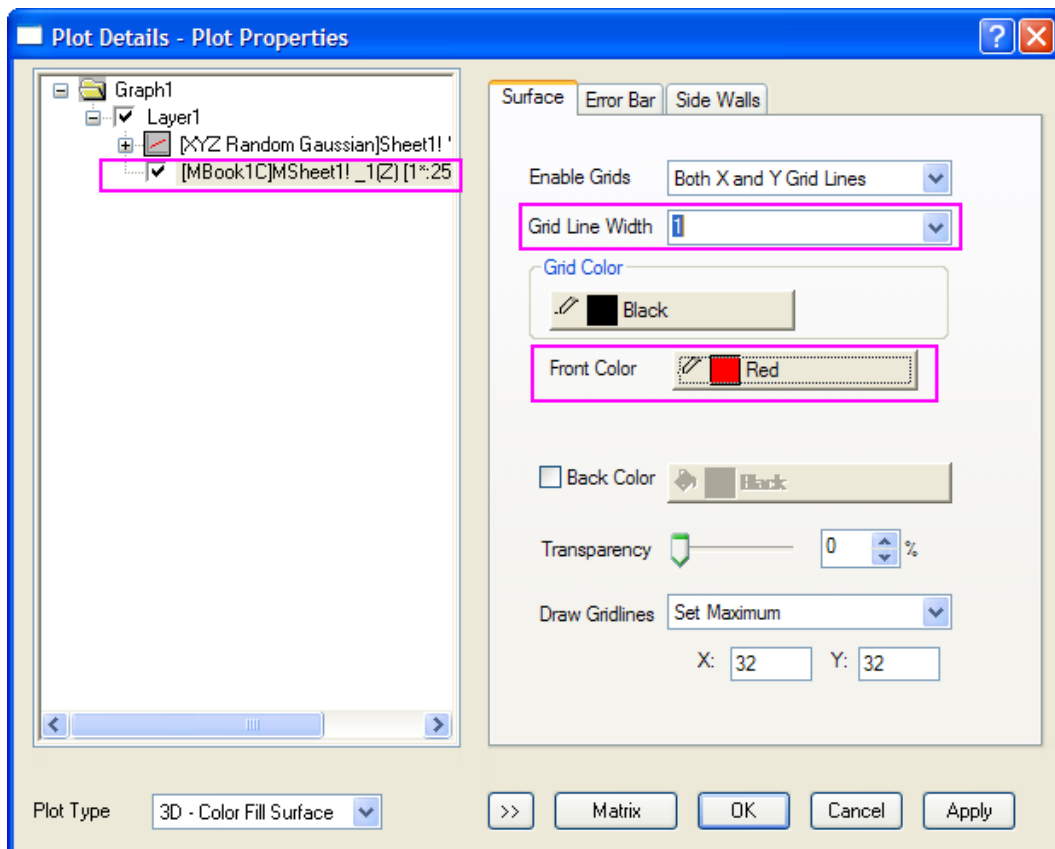 Plot Details - Plot Properties
Graph1
Layer1
[XYZ Random Gaussian]Sheet1! '
[MBook1C]MSheet1! _1(Z) [1*:25
Surface Error Bar Side Walls
Enable Grids Both X and Y Grid Lines
Grid Line Width 1
Grid Color
Black
Front Color Red
Back Color Black
Transparency 0 %
Draw Gridlines Set Maximum
X: 32 Y: 32
Plot Type 3D - Color Fill Surface >> Matrix OK Cancel Apply